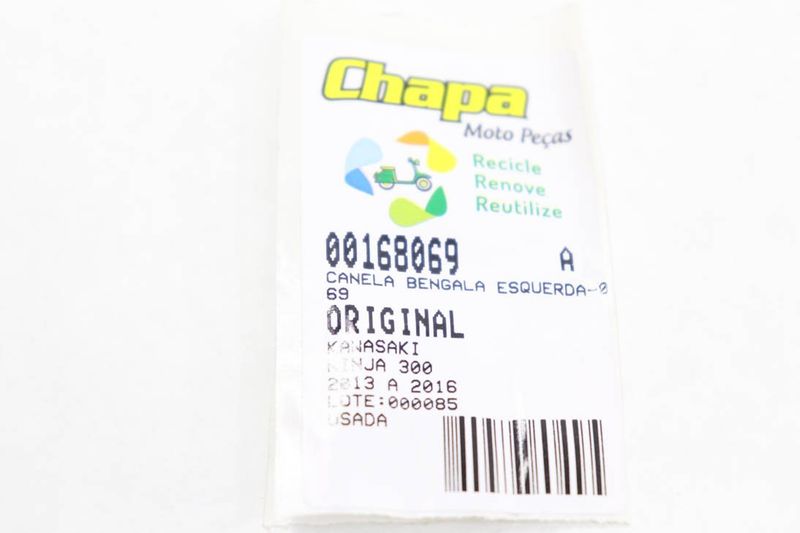 Chapa
Moto Peças
Recicle
Renove
Reutilize
00168069 A
CANELA BENGALA ESQUERDA-0
69
ORIGINAL
KAWASAKI
NINJA 300
2013 A 2016
LOTE:000085
USADA